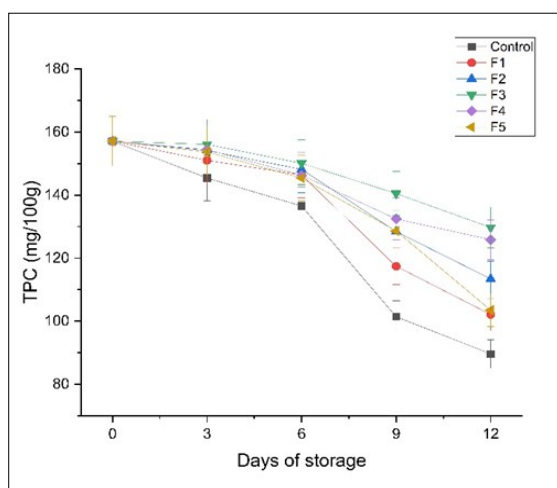 Control
F1
F2
F3
F4
F5
180
160
140
120
100
80
TPC (mg/100g)
0 3 6 9 12
Days of storage